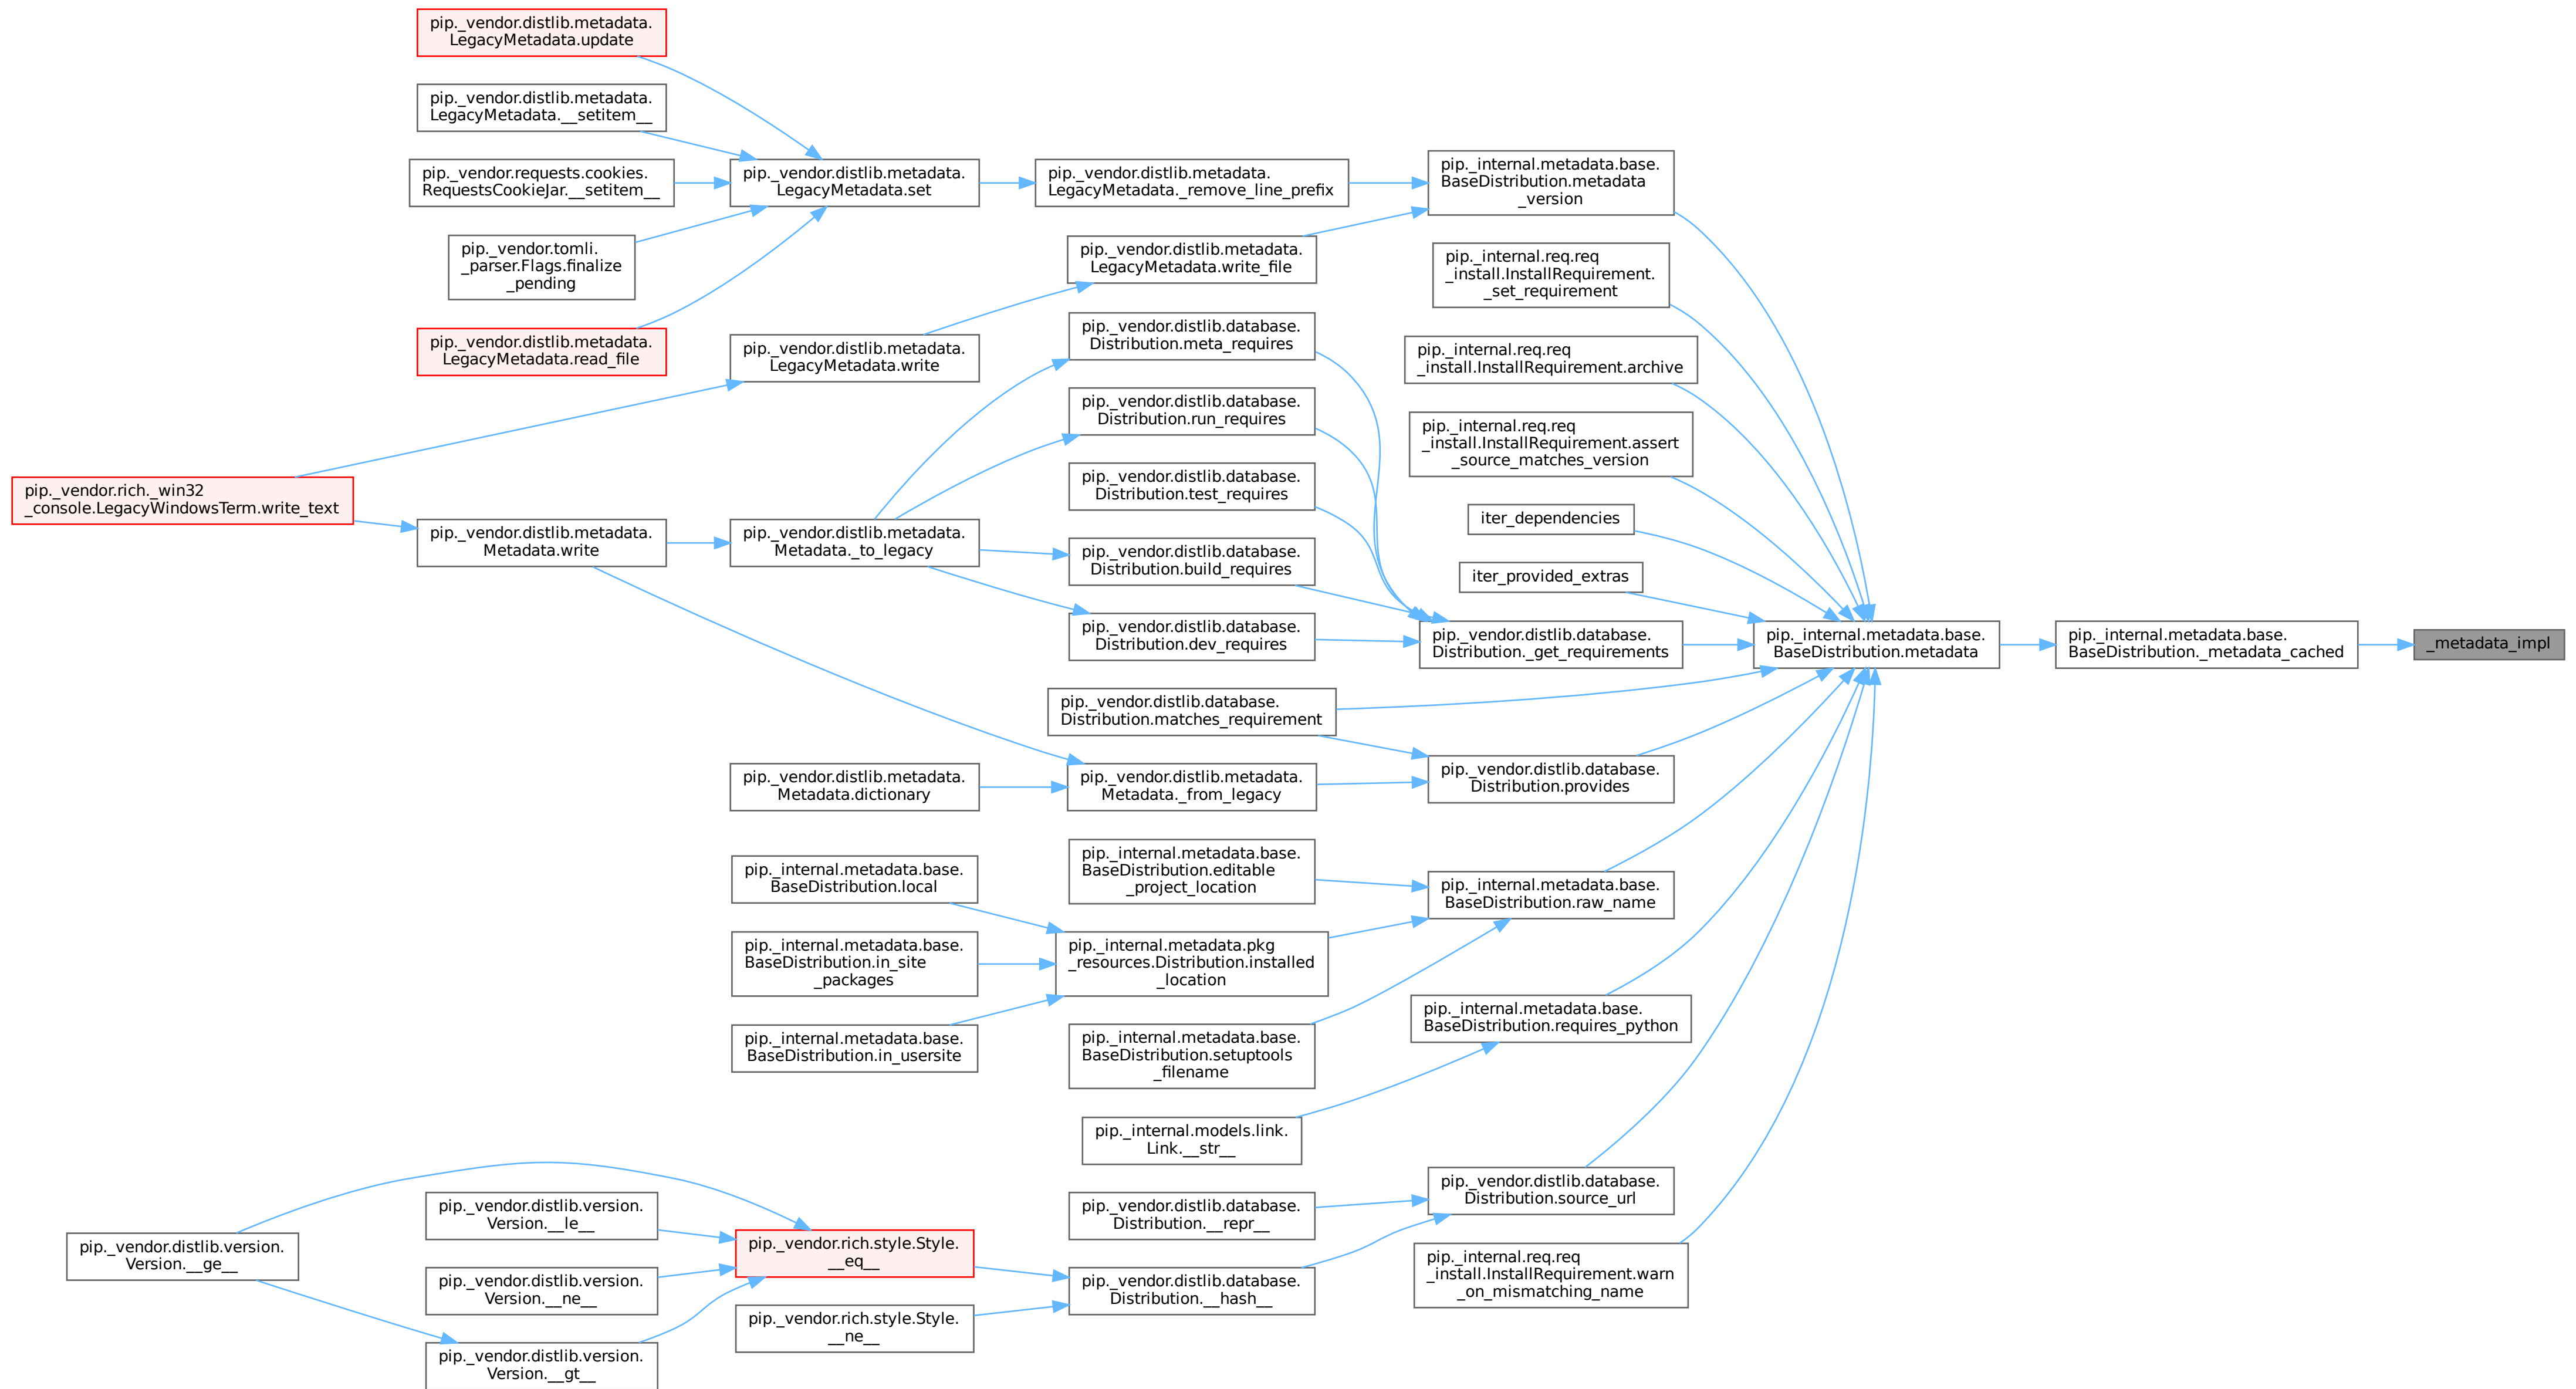 pip._vendor.distlib.metadata.
LegacyMetadata.update
pip._vendor.distlib.metadata.
LegacyMetadata.__setitem__
pip._vendor.requests.cookies.
RequestsCookieJar.__setitem__
pip._vendor.tomli.
_parser.Flags.finalize
_pending
pip._vendor.distlib.metadata.
LegacyMetadata.read_file
pip._vendor.rich._win32
_console.LegacyWindowsTerm.write_text
pip._vendor.distlib.metadata.
Metadata.write
pip._vendor.distlib.version.
Version.__le__
pip._vendor.distlib.version.
Version.__ge__
pip._vendor.distlib.version.
Version.__ne__
pip._vendor.distlib.version.
Version.__gt__
pip._vendor.distlib.metadata.
LegacyMetadata.set
pip._vendor.distlib.metadata.
LegacyMetadata.write
pip._vendor.distlib.metadata.
Metadata._to_legacy
pip._vendor.distlib.metadata.
Metadata.dictionary
pip._internal.metadata.base.
BaseDistribution.local
pip._internal.metadata.base.
BaseDistribution.in_site
_packages
pip._internal.metadata.base.
BaseDistribution.in_usersite
pip._vendor.rich.style.Style.
__eq__
pip._vendor.rich.style.Style.
__ne__
pip._vendor.distlib.metadata.
LegacyMetadata._remove_line_prefix
pip._vendor.distlib.metadata.
LegacyMetadata.write_file
pip._vendor.distlib.database.
Distribution.meta_requires
pip._vendor.distlib.database.
Distribution.run_requires
pip._vendor.distlib.database.
Distribution.test_requires
pip._vendor.distlib.database.
Distribution.build_requires
pip._vendor.distlib.database.
Distribution.dev_requires
pip._vendor.distlib.database.
Distribution.matches_requirement
pip._vendor.distlib.metadata.
Metadata._from_legacy
pip._internal.metadata.base.
BaseDistribution.editable
_project_location
pip._internal.metadata.pkg
_resources.Distribution.installed
_location
pip._internal.metadata.base.
BaseDistribution.setuptools
_filename
pip._internal.models.link.
Link.__str__
pip._vendor.distlib.database.
Distribution.__repr__
pip._vendor.distlib.database.
Distribution.__hash__
pip._internal.metadata.base.
BaseDistribution.metadata
_version
pip._internal.req.req
_install.InstallRequirement.
_set_requirement
pip._internal.req.req
_install.InstallRequirement.archive
pip._internal.req.req
_install.InstallRequirement.assert
_source_matches_version
iter_dependencies
iter_provided_extras
pip._vendor.distlib.database.
Distribution._get_requirements
pip._vendor.distlib.database.
Distribution.provides
pip._internal.metadata.base.
BaseDistribution.raw_name
pip._internal.metadata.base.
BaseDistribution.requires_python
pip._vendor.distlib.database.
Distribution.source_url
pip._internal.req.req
_install.InstallRequirement.warn
_on_mismatching_name
pip._internal.metadata.base.
BaseDistribution.metadata
pip._internal.metadata.base.
BaseDistribution._metadata_cached
_metadata_impl